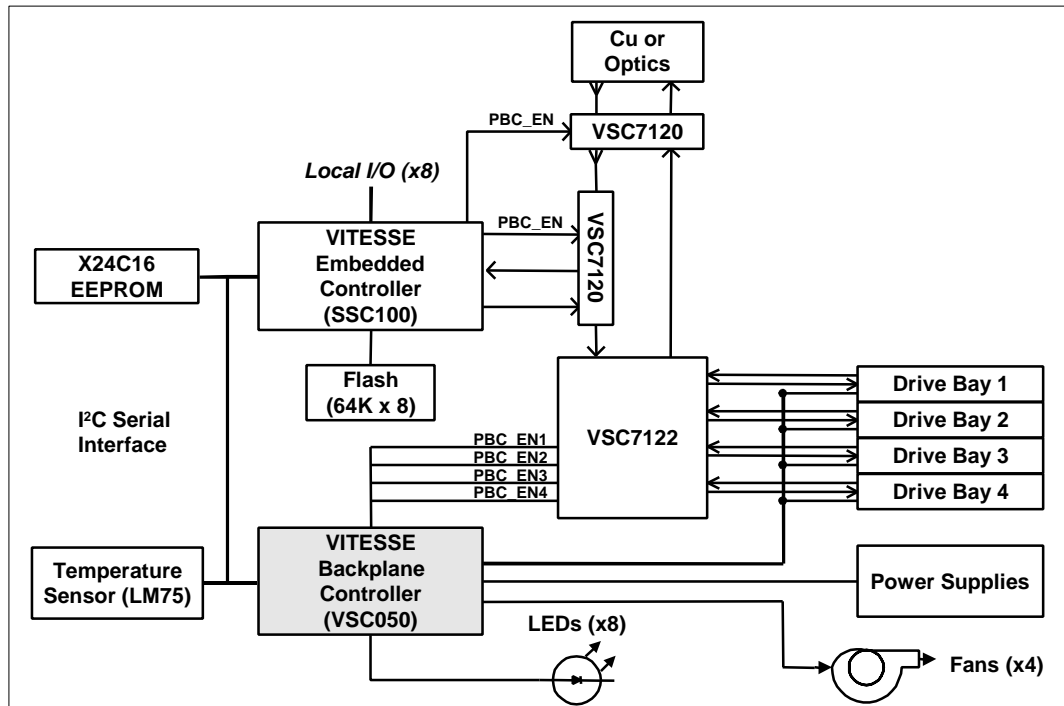 Cu or
Optics
PBC_EN
VSC7120
Local I/O (x8)
PBC_EN
VSC7120
VITESSE
Embedded
Controller
(SSC100)
X24C16
EEPROM
Flash
(64K x 8)
VSC7122
Drive Bay 1
Drive Bay 2
Drive Bay 3
Drive Bay 4
I²C Serial
Interface
PBC_EN1
PBC_EN2
PBC_EN3
PBC_EN4
VITESSE
Backplane
Controller
(VSC050)
Temperature
Sensor (LM75)
Power Supplies
LEDs (x8)
Fans (x4)